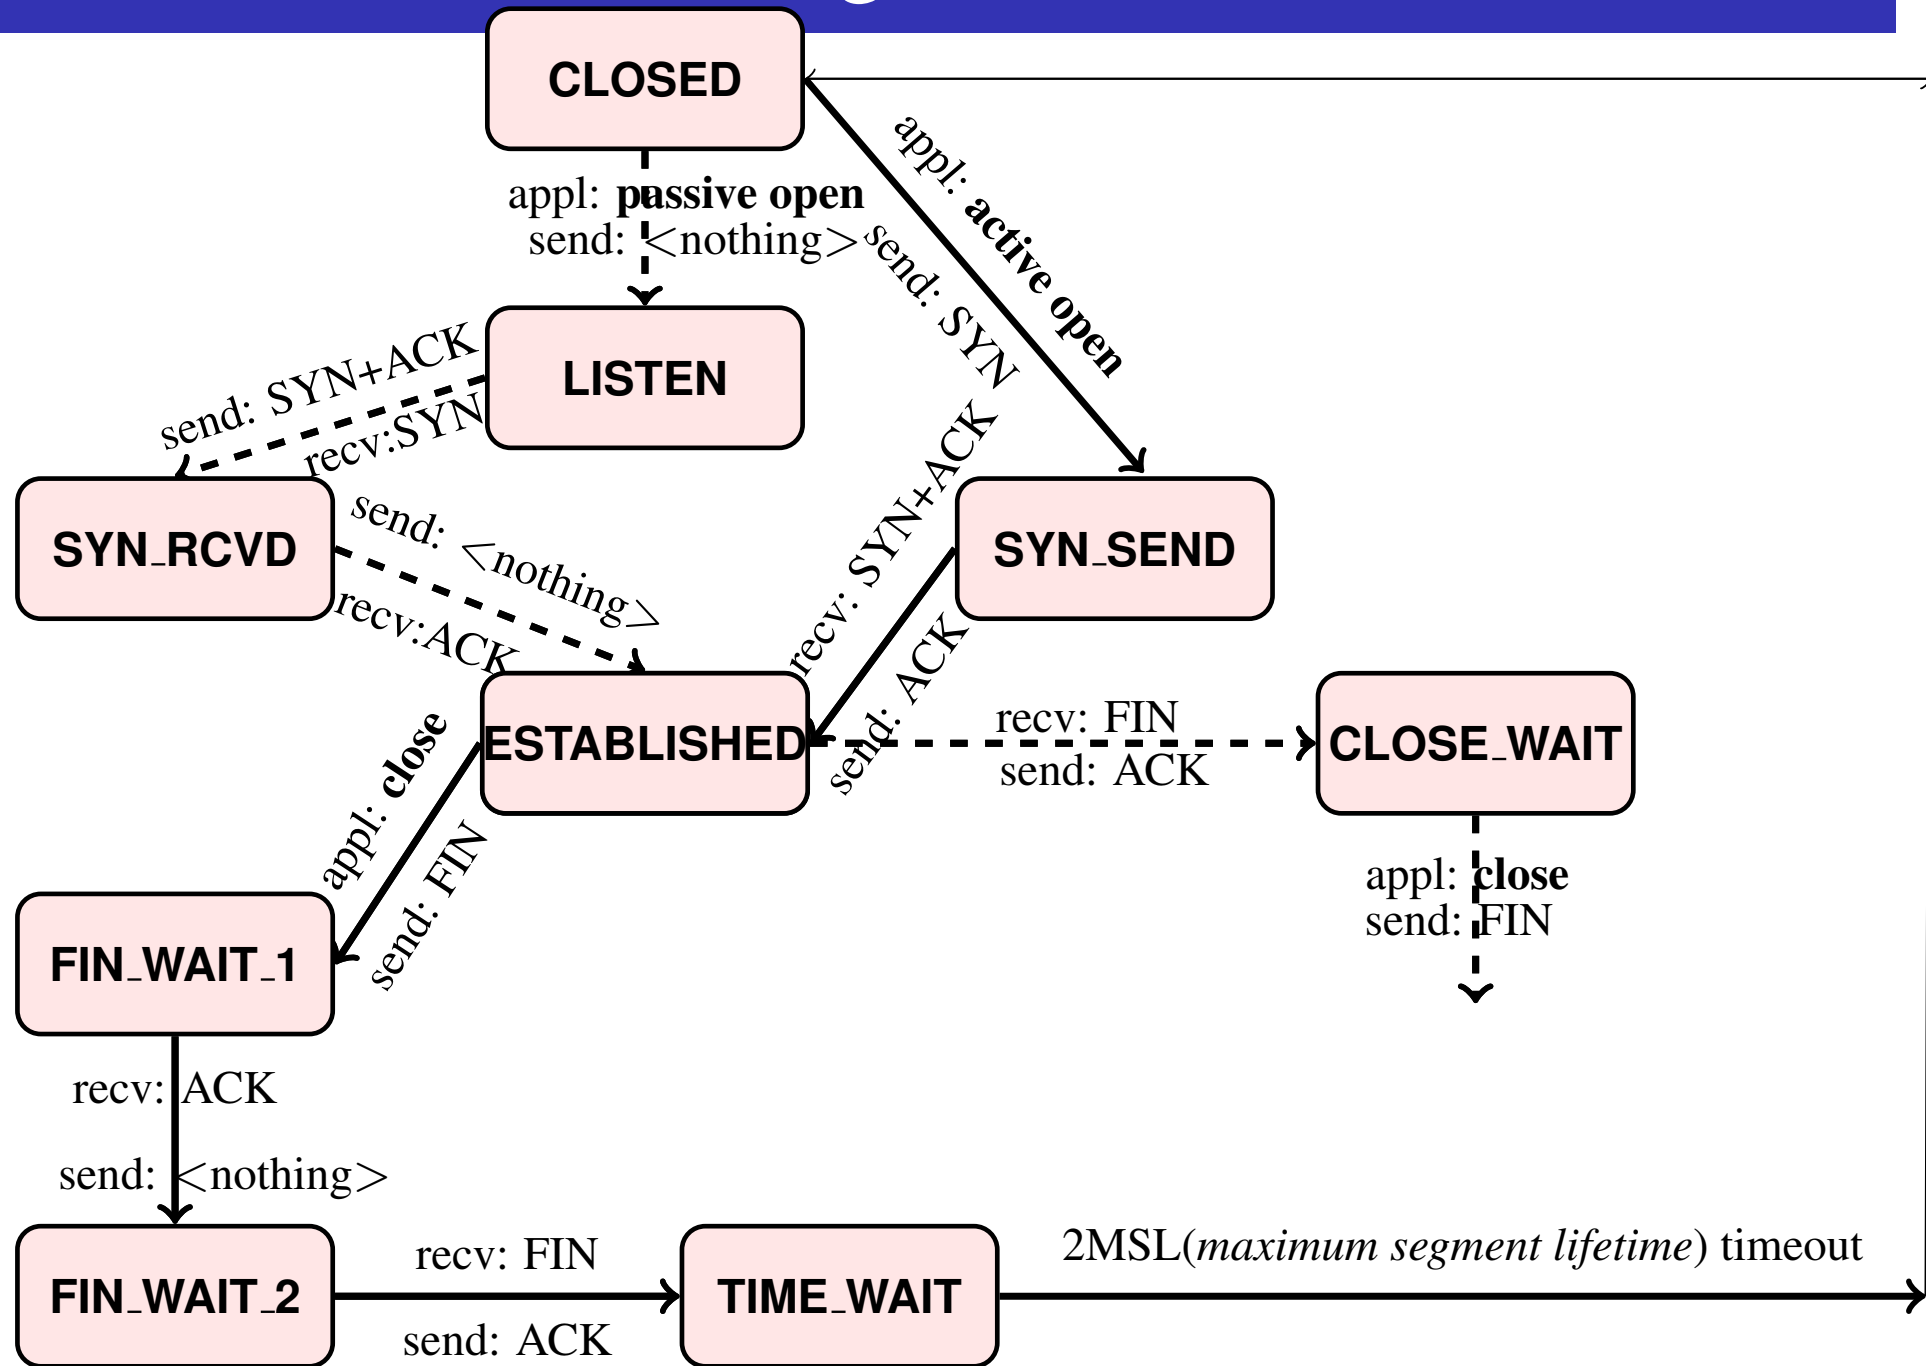 CLOSED
appl: passive open
send: <nothing>
appl: active open
send: SYN
LISTEN
send: SYN+ACK
recv:SYN
SYN_RCVD
send: <nothing>
recv:ACK
recv: SYN+ACK
send: ACK
SYN_SEND
ESTABLISHED
recv: FIN
send: ACK
CLOSE_WAIT
appl: close
send: FIN
appl: close
send: FIN
FIN_WAIT_1
recv: ACK
send: <nothing>
FIN_WAIT_2
recv: FIN
send: ACK
TIME_WAIT
2MSL(maximum segment lifetime) timeout